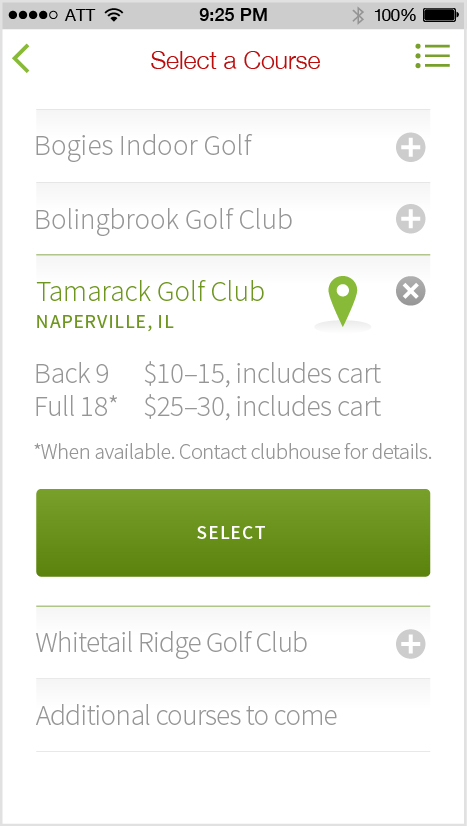 ATT 9:25 PM 100%
Select a Course
Bogies Indoor Golf
Bolingbrook Golf Club
Tamarack Golf Club
NAPERVILLE, IL
Back 9 $10–15, includes cart
Full 18* $25–30, includes cart
*When available. Contact clubhouse for details.
SELECT
Whitetail Ridge Golf Club
Additional courses to come